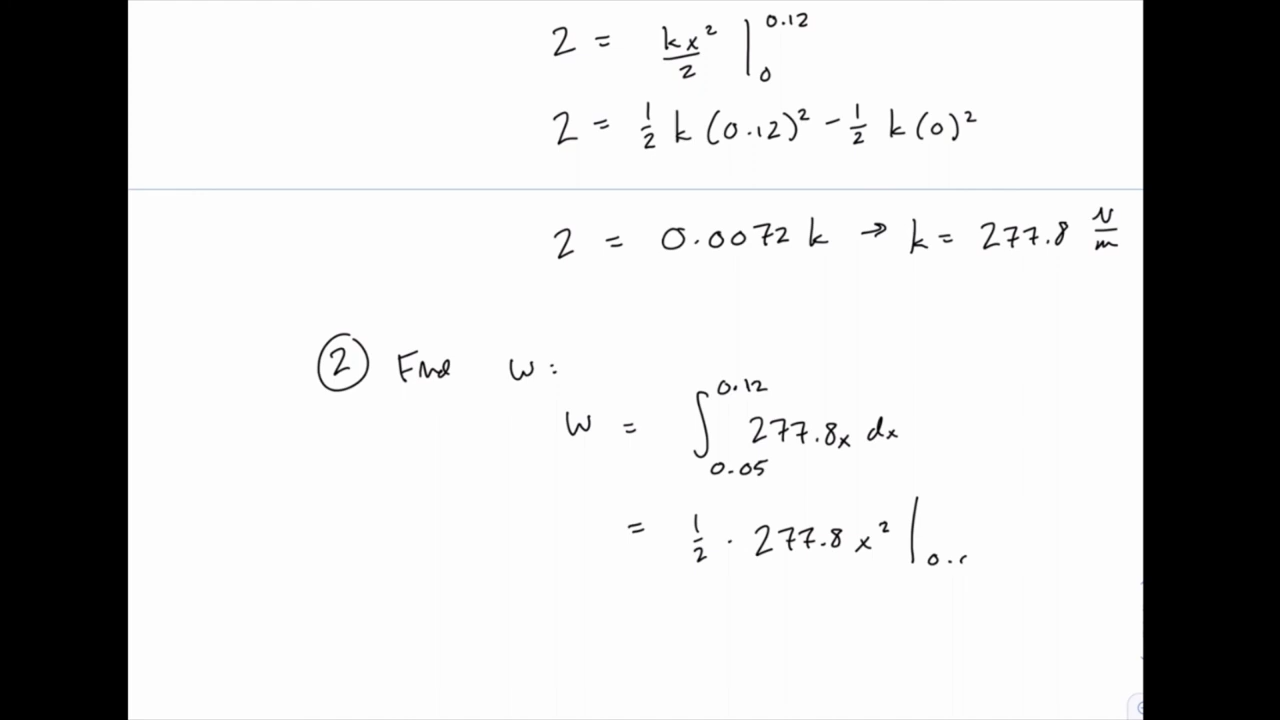 2 = kx²/2 |₀^0.12
2 = 1/2 k (0.12)² - 1/2 k (0)²
2 = 0.0072 k → k = 277.8 N/m
② Find W:
W = ∫_0.05^0.12 277.8x dx
= 1/2 · 277.8 x² |_0.